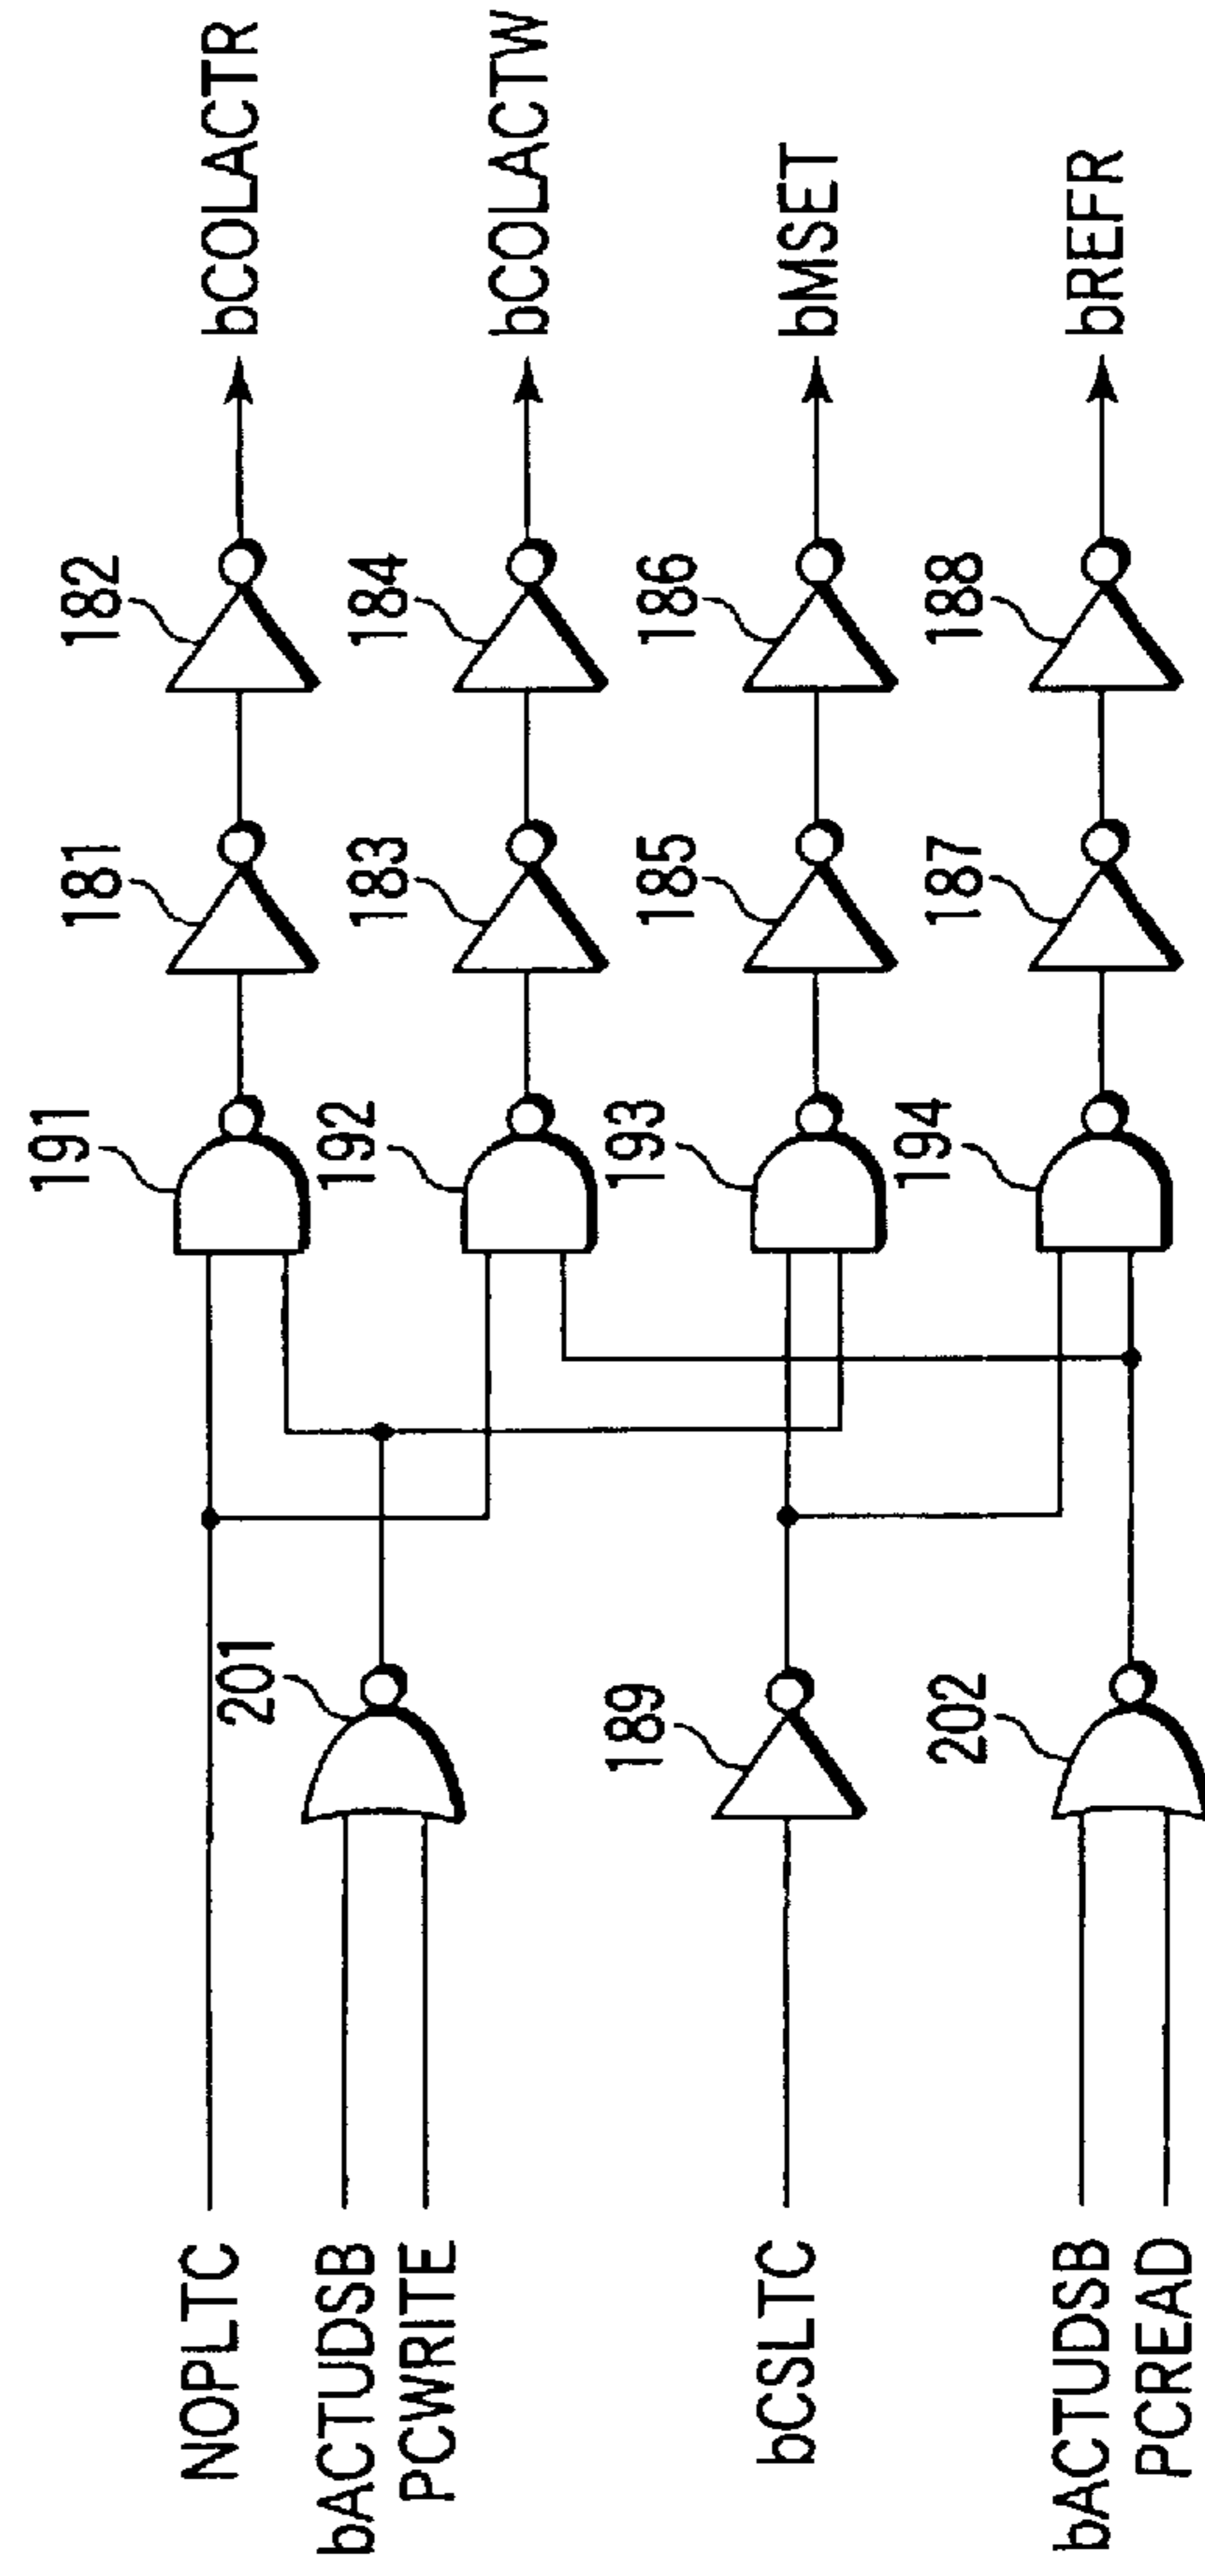 NOPLTC
bACTUDSB
PCWRITE
bCSLTC
bACTUDSB
PCREAD
201
189
202
191
192
193
194
181
183
185
187
182
184
186
188
bCOLACTR
bCOLACTW
bMSET
bREFR